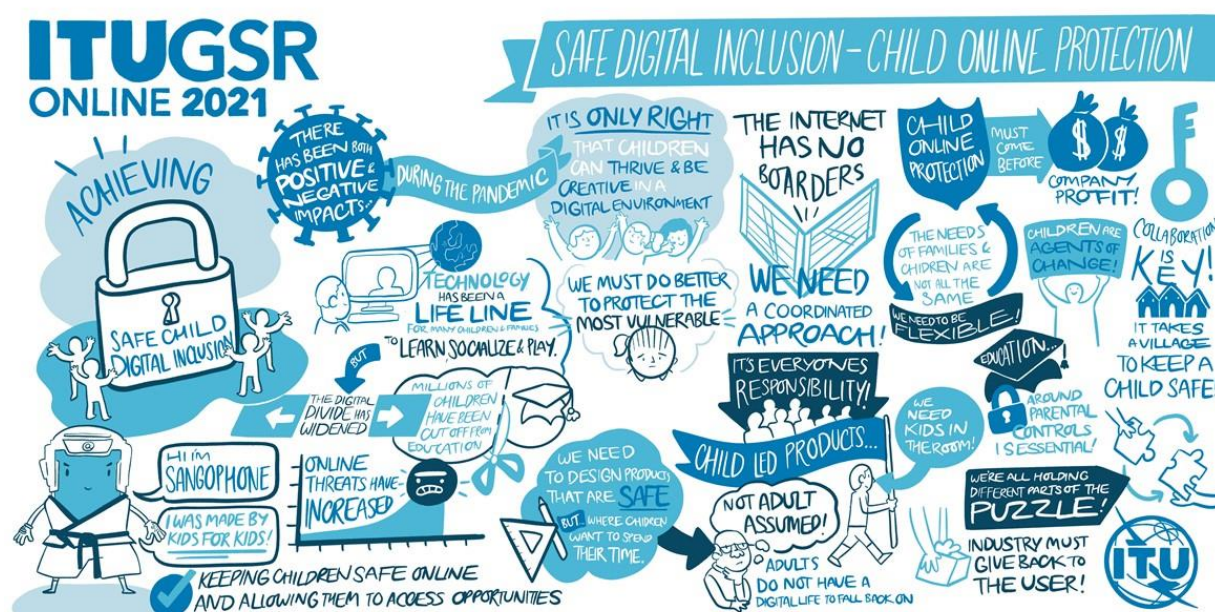 ITUGSR
ONLINE 2021
SAFE DIGITAL INCLUSION – CHILD ONLINE PROTECTION
ACHIEVING
SAFE CHILD
DIGITAL INCLUSION
THERE
HAS BEEN BOTH
POSITIVE &
NEGATIVE
IMPACTS...
DURING THE PANDEMIC
IT IS ONLY RIGHT
THAT CHILDREN
CAN THRIVE & BE
CREATIVE IN A
DIGITAL ENVIRONMENT
THE INTERNET
HAS NO
BOARDERS
WE NEED
A COORDINATED
APPROACH!
CHILD
ONLINE
PROTECTION
MUST
COME
BEFORE
$ $
COMPANY
PROFIT!
TECHNOLOGY
HAS BEEN A
LIFE LINE
FOR MANY CHILDREN & FAMILIES
TO LEARN SOCIALIZE & PLAY.
BUT
THE DIGITAL
DIVIDE HAS
WIDENED
MILLIONS OF
CHILDREN
HAVE BEEN
CUT OFF FROM
EDUCATION
WE MUST DO BETTER
TO PROTECT THE
MOST VULNERABLE
THE NEEDS
OF FAMILIES &
CHIDREN ARE
NOT ALL THE
SAME
WE NEED TO BE
FLEXIBLE!
CHILDREN ARE
AGENTS OF
CHANGE!
COLLABORATION
IS
KEY!
IT TAKES
A VILLAGE
TO KEEP A
CHILD SAFE!
IT'S EVERYONES
RESPONSIBILITY!
EDUCATION...
AROUND
PARENTAL
CONTROLS
IS ESSENTIAL!
HI I'M
SANGOPHONE
I WAS MADE BY
KIDS FOR KIDS!
ONLINE
THREATS HAVE
INCREASED
WE NEED
TO DESIGN PRODUCTS
THAT ARE SAFE
BUT WHERE CHILDREN
WANT TO SPEND
THEIR TIME.
CHILD LED PRODUCTS...
NOT ADULT
ASSUMED!
ADULTS
DO NOT HAVE A
DIGITAL LIFE TO FALL BACK ON
WE
NEED
KIDS IN
THE ROOM!
WE'RE ALL HOLDING
DIFFERENT PARTS OF THE
PUZZLE!
INDUSTRY MUST
GIVE BACK TO
THE USER!
KEEPING CHILDREN SAFE ONLINE
AND ALLOWING THEM TO ACCESS OPPORTUNITIES
ITU